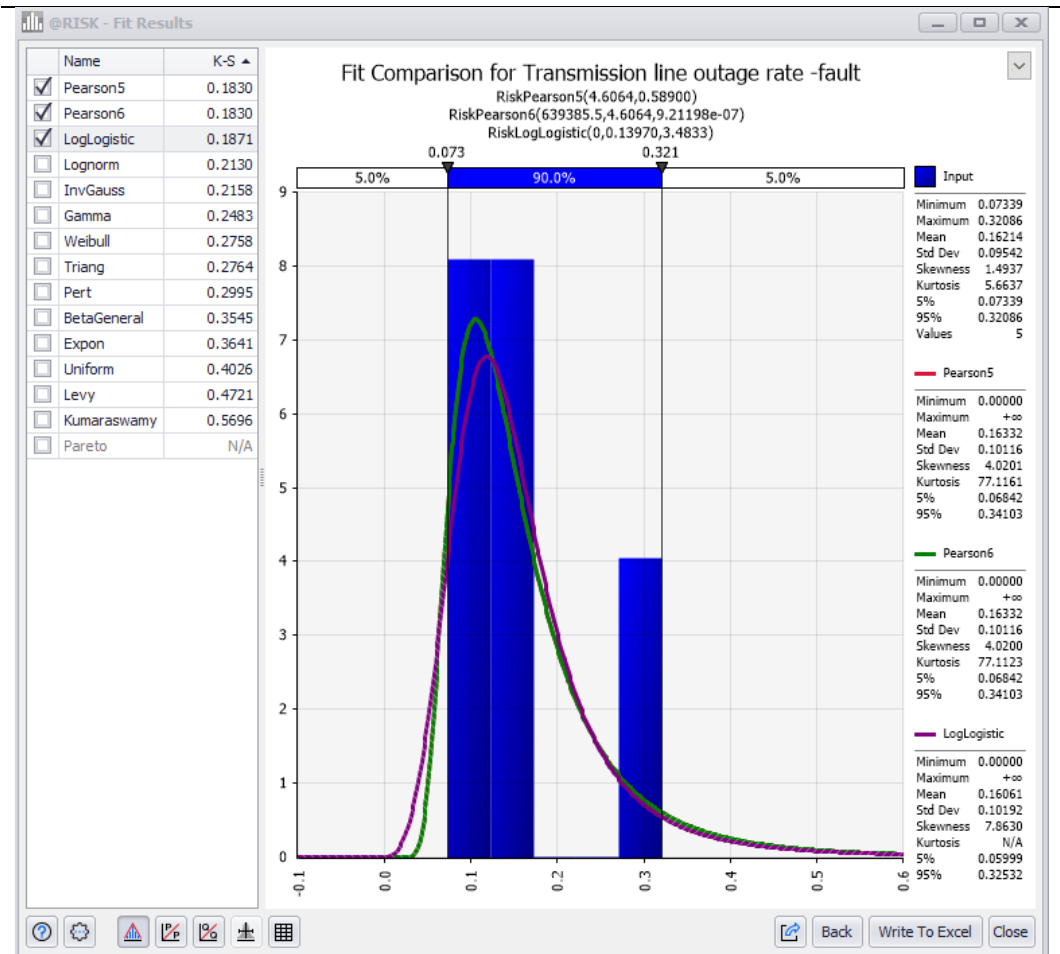 @RISK - Fit Results
Name K-S
Pearson5 0.1830
Pearson6 0.1830
LogLogistic 0.1871
Lognorm 0.2130
InvGauss 0.2158
Gamma 0.2483
Weibull 0.2758
Triang 0.2764
Pert 0.2995
BetaGeneral 0.3545
Expon 0.3641
Uniform 0.4026
Levy 0.4721
Kumaraswamy 0.5696
Pareto N/A
Fit Comparison for Transmission line outage rate -fault
RiskPearson5(4.6064,0.58900)
RiskPearson6(639385.5,4.6064,9.21198e-07)
RiskLogLogistic(0,0.13970,3.4833)
0.073 0.321
5.0% 90.0% 5.0%
9
8
7
6
5
4
3
2
1
0
-0.1 0.0 0.1 0.2 0.3 0.4 0.5 0.6
Input
Minimum 0.07339
Maximum 0.32086
Mean 0.16214
Std Dev 0.09542
Skewness 1.4937
Kurtosis 5.6637
5% 0.07339
95% 0.32086
Values 5
Pearson5
Minimum 0.00000
Maximum +∞
Mean 0.16332
Std Dev 0.10116
Skewness 4.0201
Kurtosis 77.1161
5% 0.06842
95% 0.34103
Pearson6
Minimum 0.00000
Maximum +∞
Mean 0.16332
Std Dev 0.10116
Skewness 4.0200
Kurtosis 77.1123
5% 0.06842
95% 0.34103
LogLogistic
Minimum 0.00000
Maximum +∞
Mean 0.16061
Std Dev 0.10192
Skewness 7.8630
Kurtosis N/A
5% 0.05999
95% 0.32532
Back
Write To Excel
Close